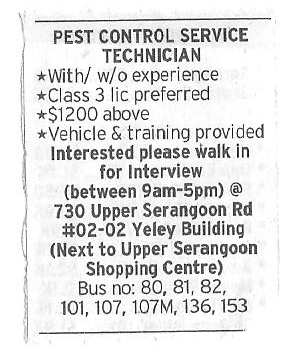 PEST CONTROL SERVICE
TECHNICIAN
★With/ w/o experience
★Class 3 lic preferred
★$1200 above
★Vehicle & training provided
Interested please walk in
for Interview
(between 9am-5pm) @
730 Upper Serangoon Rd
#02-02 Yeley Building
(Next to Upper Serangoon
Shopping Centre)
Bus no: 80, 81, 82,
101, 107, 107M, 136, 153